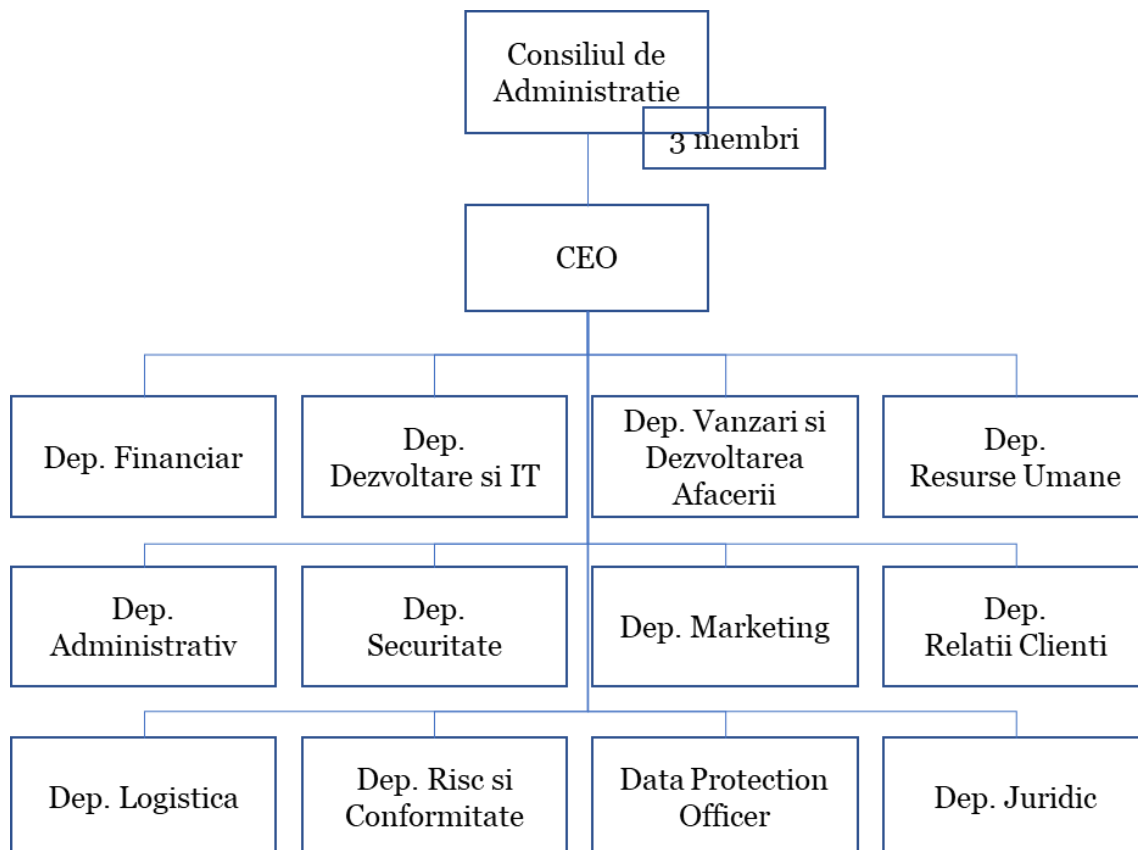 Consiliul de
Administratie
3 membri
CEO
Dep. Financiar
Dep.
Dezvoltare si IT
Dep. Vanzari si
Dezvoltarea
Afacerii
Dep.
Resurse Umane
Dep.
Administrativ
Dep.
Securitate
Dep. Marketing
Dep.
Relatii Clienti
Dep. Logistica
Dep. Risc si
Conformitate
Data Protection
Officer
Dep. Juridic